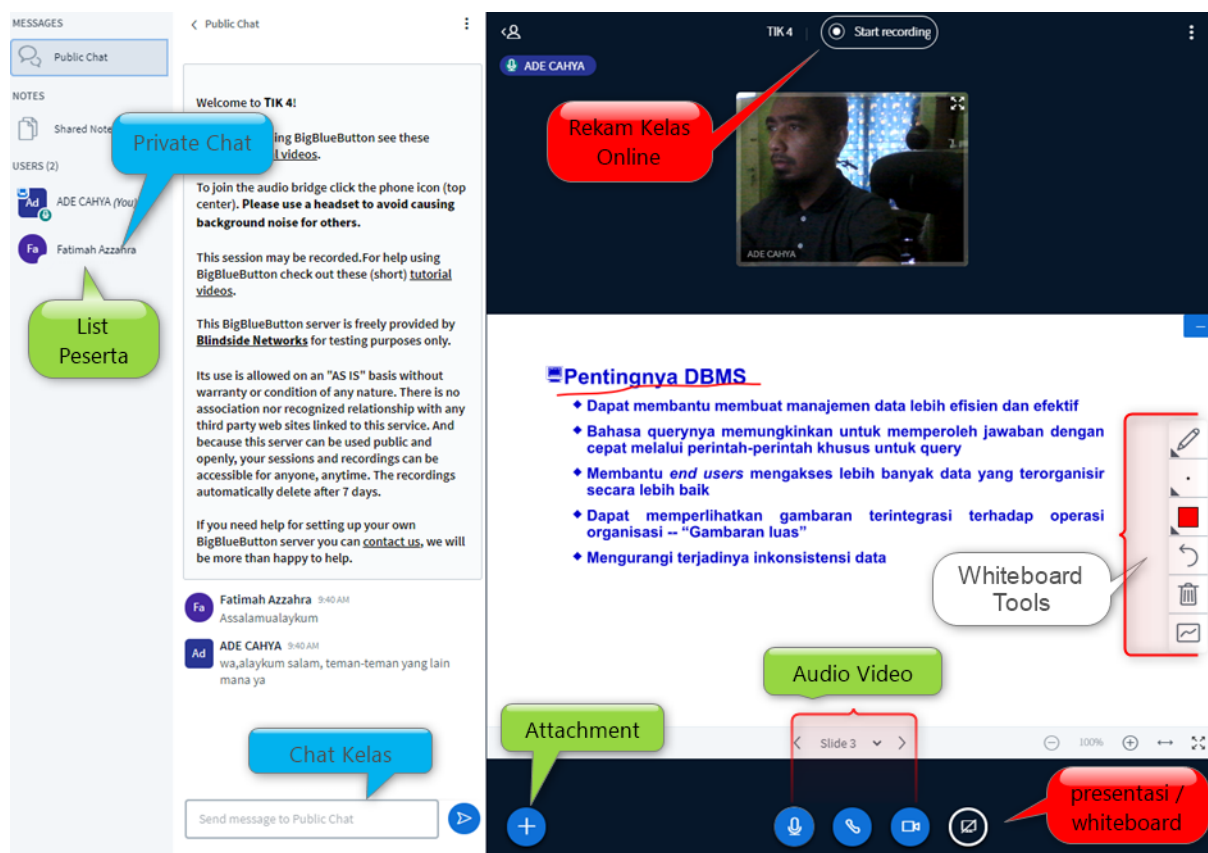 MESSAGES
Public Chat
NOTES
Shared Note
USERS (2)
Ad
ADE CAHYA (You)
Fa
Fatimah Azzahra
Private Chat
List
Peserta
Public Chat
Welcome to TIK 4!
ing BigBlueButton see these
videos.
To join the audio bridge click the phone icon (top
center). Please use a headset to avoid causing
background noise for others.
This session may be recorded.For help using
BigBlueButton check out these (short) tutorial
videos.
This BigBlueButton server is freely provided by
Blindside Networks for testing purposes only.
Its use is allowed on an "AS IS" basis without
warranty or condition of any nature. There is no
association nor recognized relationship with any
third party web sites linked to this service. And
because this server can be used public and
openly, your sessions and recordings can be
accessible for anyone, anytime. The recordings
automatically delete after 7 days.
If you need help for setting up your own
BigBlueButton server you can contact us, we will
be more than happy to help.
Fa
Fatimah Azzahra 9:40 AM
Assalamualaykum
Ad
ADE CAHYA 9:40 AM
wa,alaykum salam, teman-teman yang lain
mana ya
Chat Kelas
Send message to Public Chat
TIK 4
Start recording
ADE CAHYA
Rekam Kelas
Online
ADE CAHYA
Pentingnya DBMS
Dapat membantu membuat manajemen data lebih efisien dan efektif
Bahasa querynya memungkinkan untuk memperoleh jawaban dengan
cepat melalui perintah-perintah khusus untuk query
Membantu end users mengakses lebih banyak data yang terorganisir
secara lebih baik
Dapat memperlihatkan gambaran terintegrasi terhadap operasi
organisasi -- “Gambaran luas”
Mengurangi terjadinya inkonsistensi data
Whiteboard
Tools
Audio Video
Attachment
Slide 3
100%
presentasi /
whiteboard